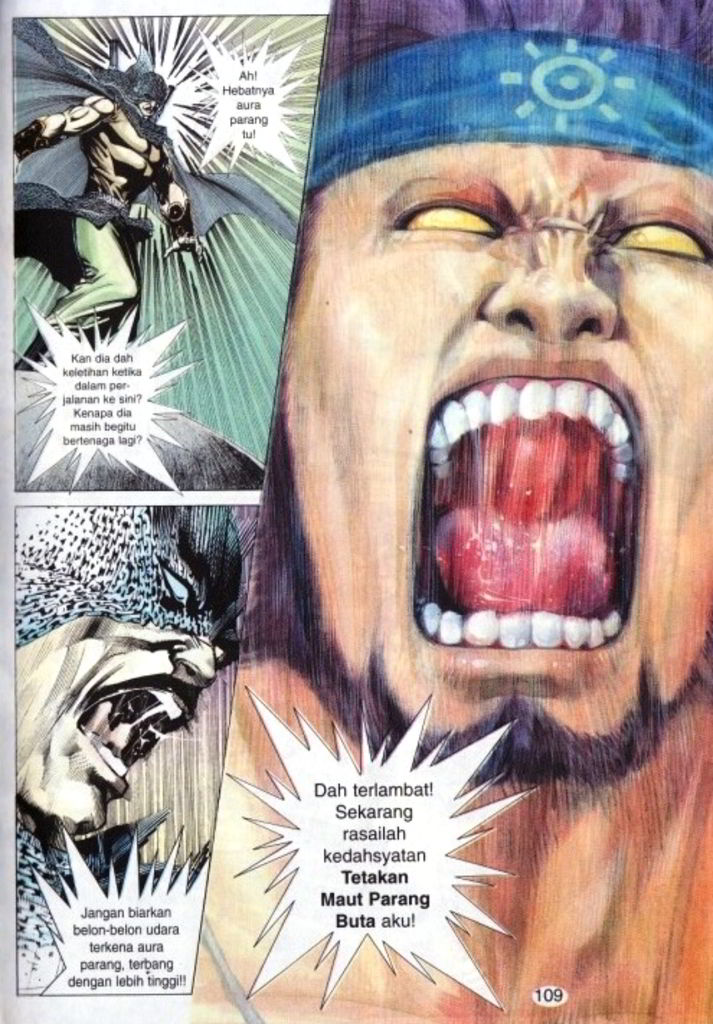 Ah!
Hebatnya
aura
parang
tu!
Kan dia dah
keletihan ketika
dalam per-
jalanan ke sini?
Kenapa dia
masih begitu
bertenaga lagi?
Jangan biarkan
belon-belon udara
terkena aura
parang, terbang
dengan lebih tinggi!!
Dah terlambat!
Sekarang
rasailah
kedahsyatan
Tetakan
Maut Parang
Buta aku!
109